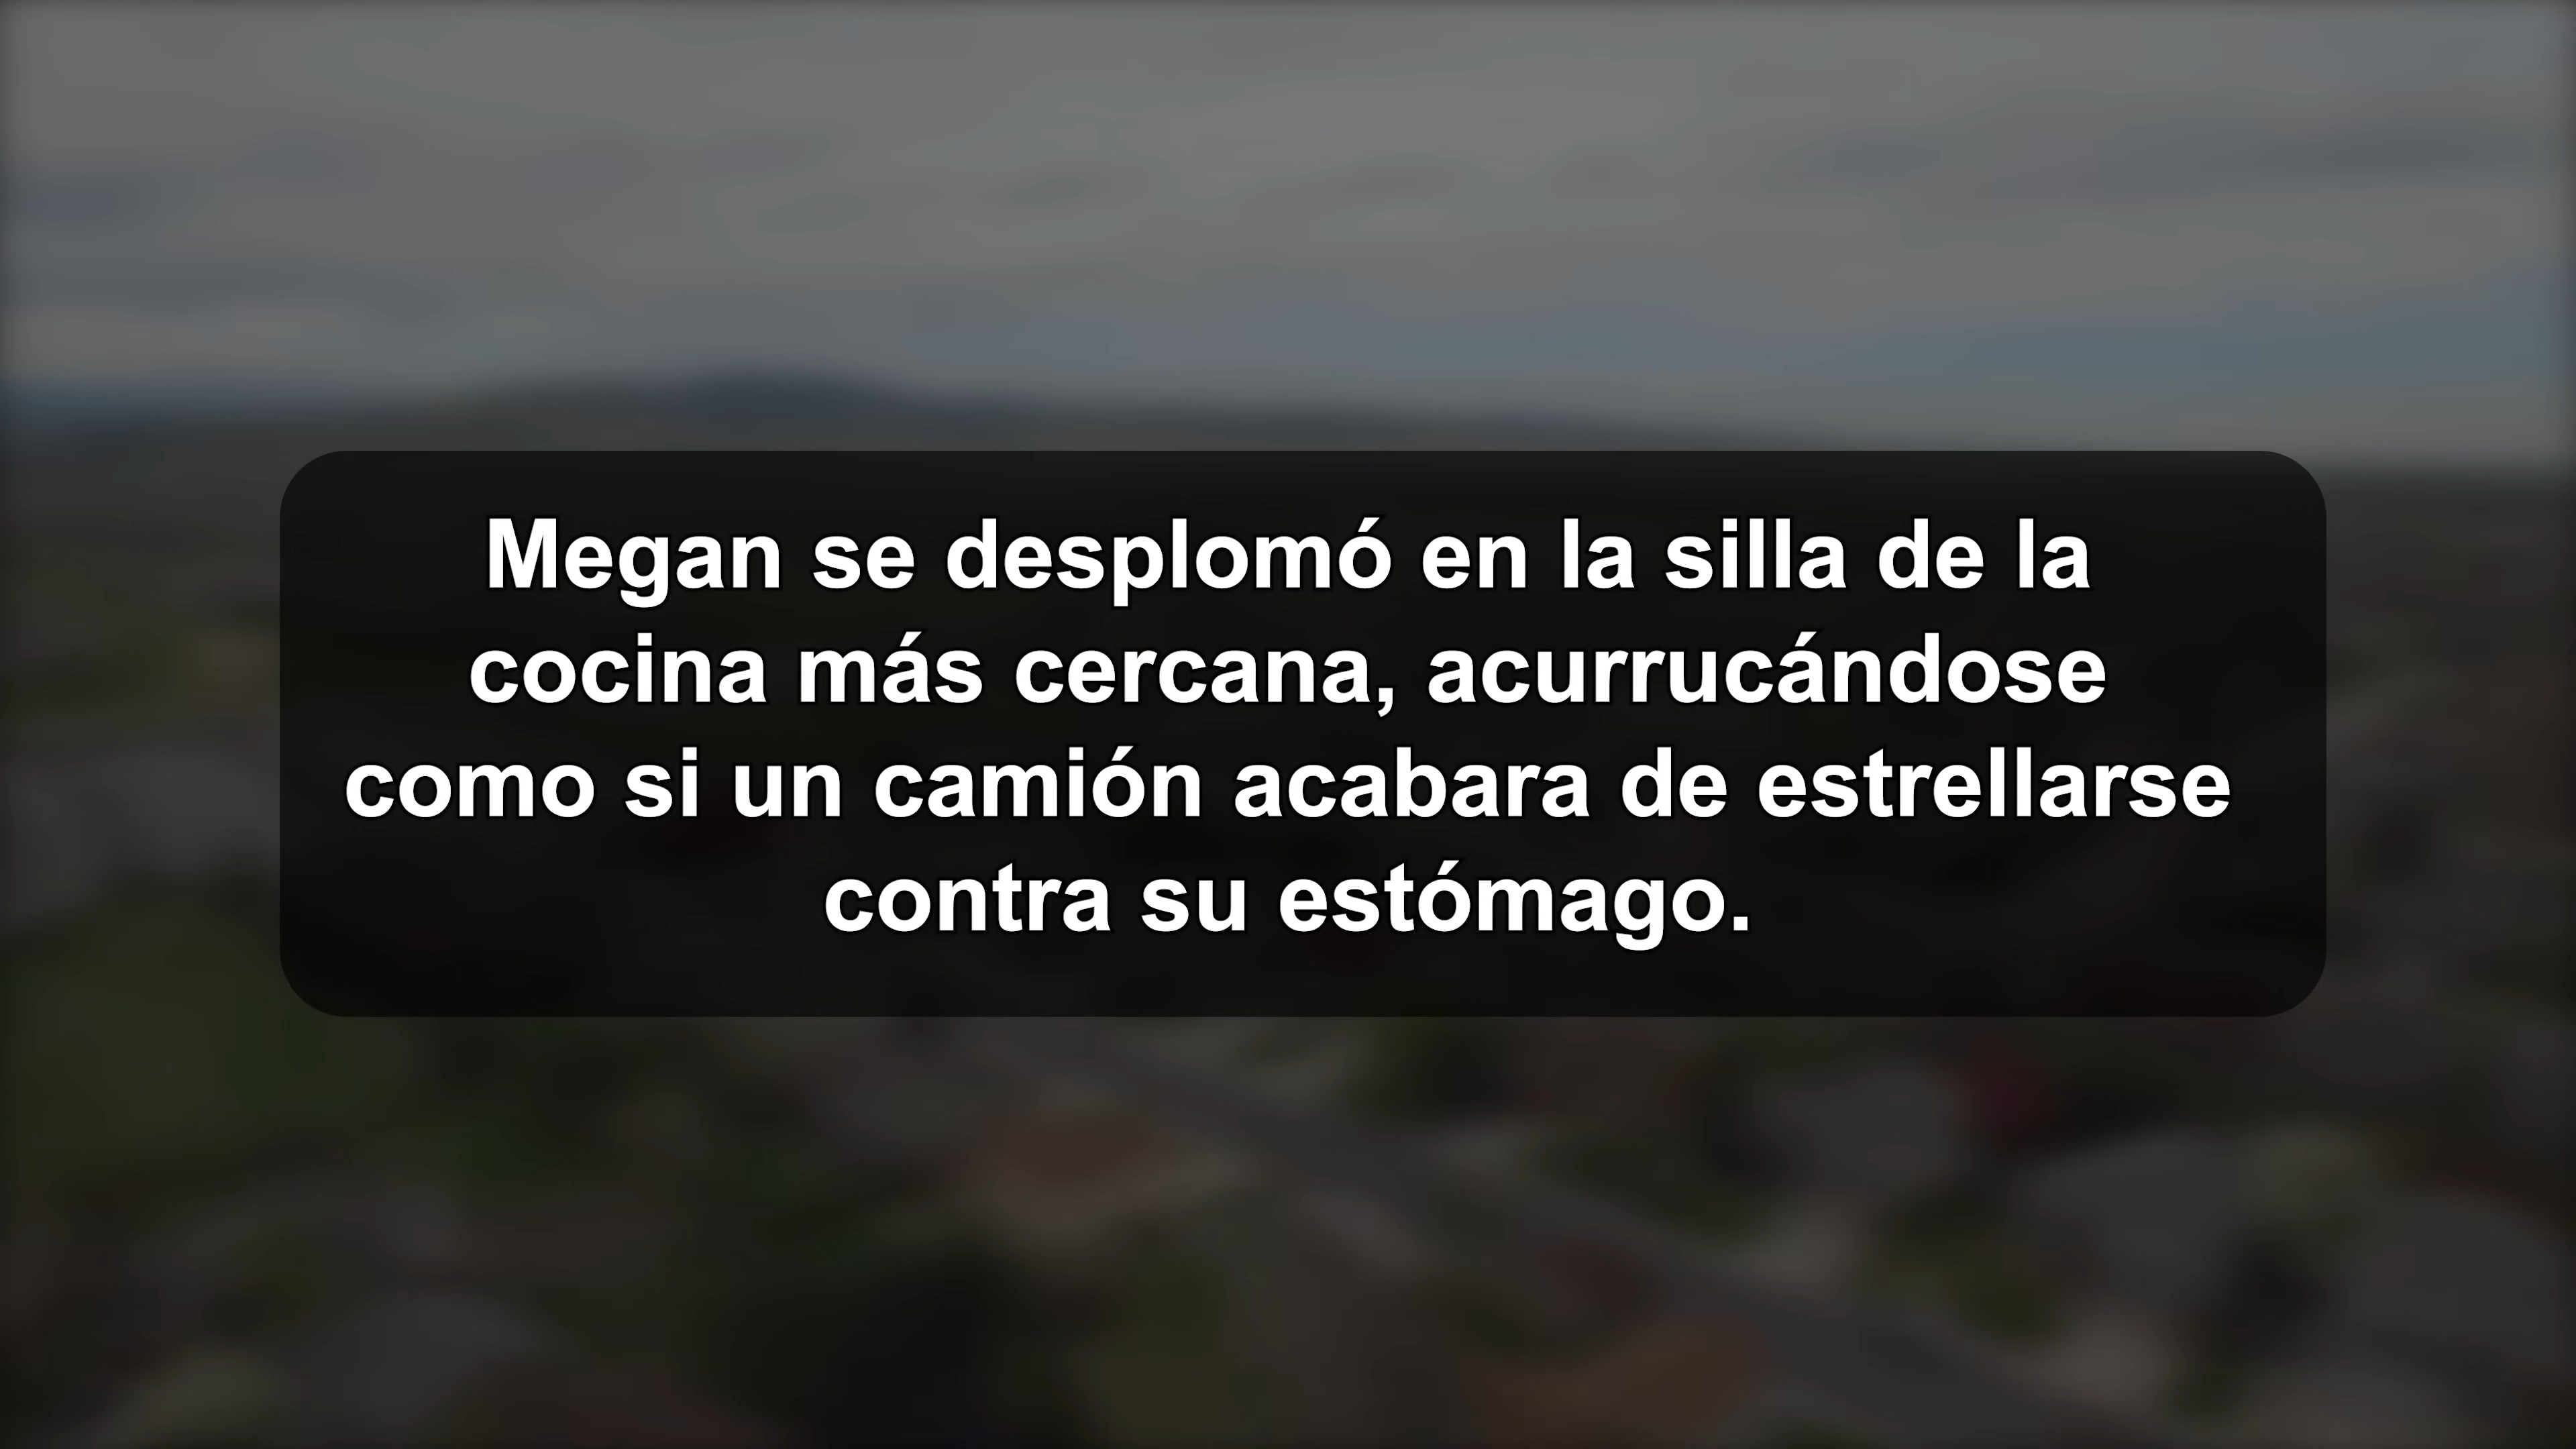 Megan se desplomó en la silla de la
cocina más cercana, acurrucándose
como si un camión acabara de estrellarse
contra su estómago.